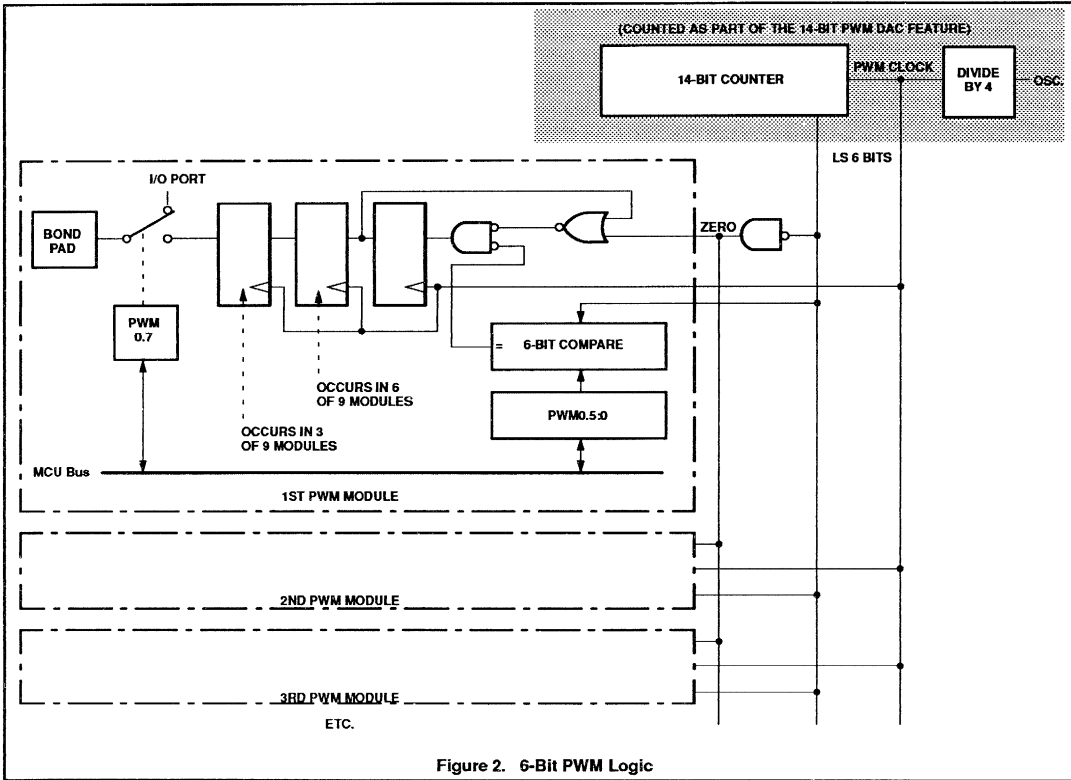 (COUNTED AS PART OF THE 14-BIT PWM DAC FEATURE)
14-BIT COUNTER
PWM CLOCK
DIVIDE
BY 4
OSC.
LS 6 BITS
I/O PORT
BOND
PAD
ZERO
PWM
0.7
= 6-BIT COMPARE
OCCURS IN 6
OF 9 MODULES
PWM0.5:0
OCCURS IN 3
OF 9 MODULES
MCU Bus
1ST PWM MODULE
2ND PWM MODULE
3RD PWM MODULE
ETC.
Figure 2. 6-Bit PWM Logic